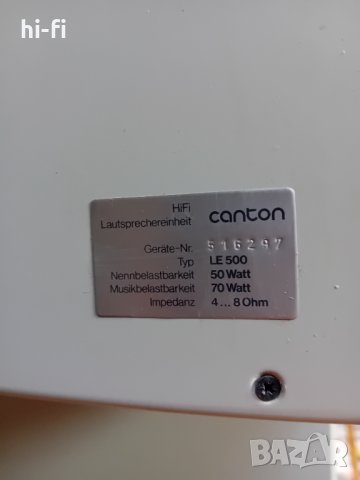 hi-fi
HiFi
Lautsprechereinheit canton
Geräte-Nr. 516297
Typ LE 500
Nennbelastbarkeit 50 Watt
Musikbelastbarkeit 70 Watt
Impedanz 4...8 Ohm
BAZAR